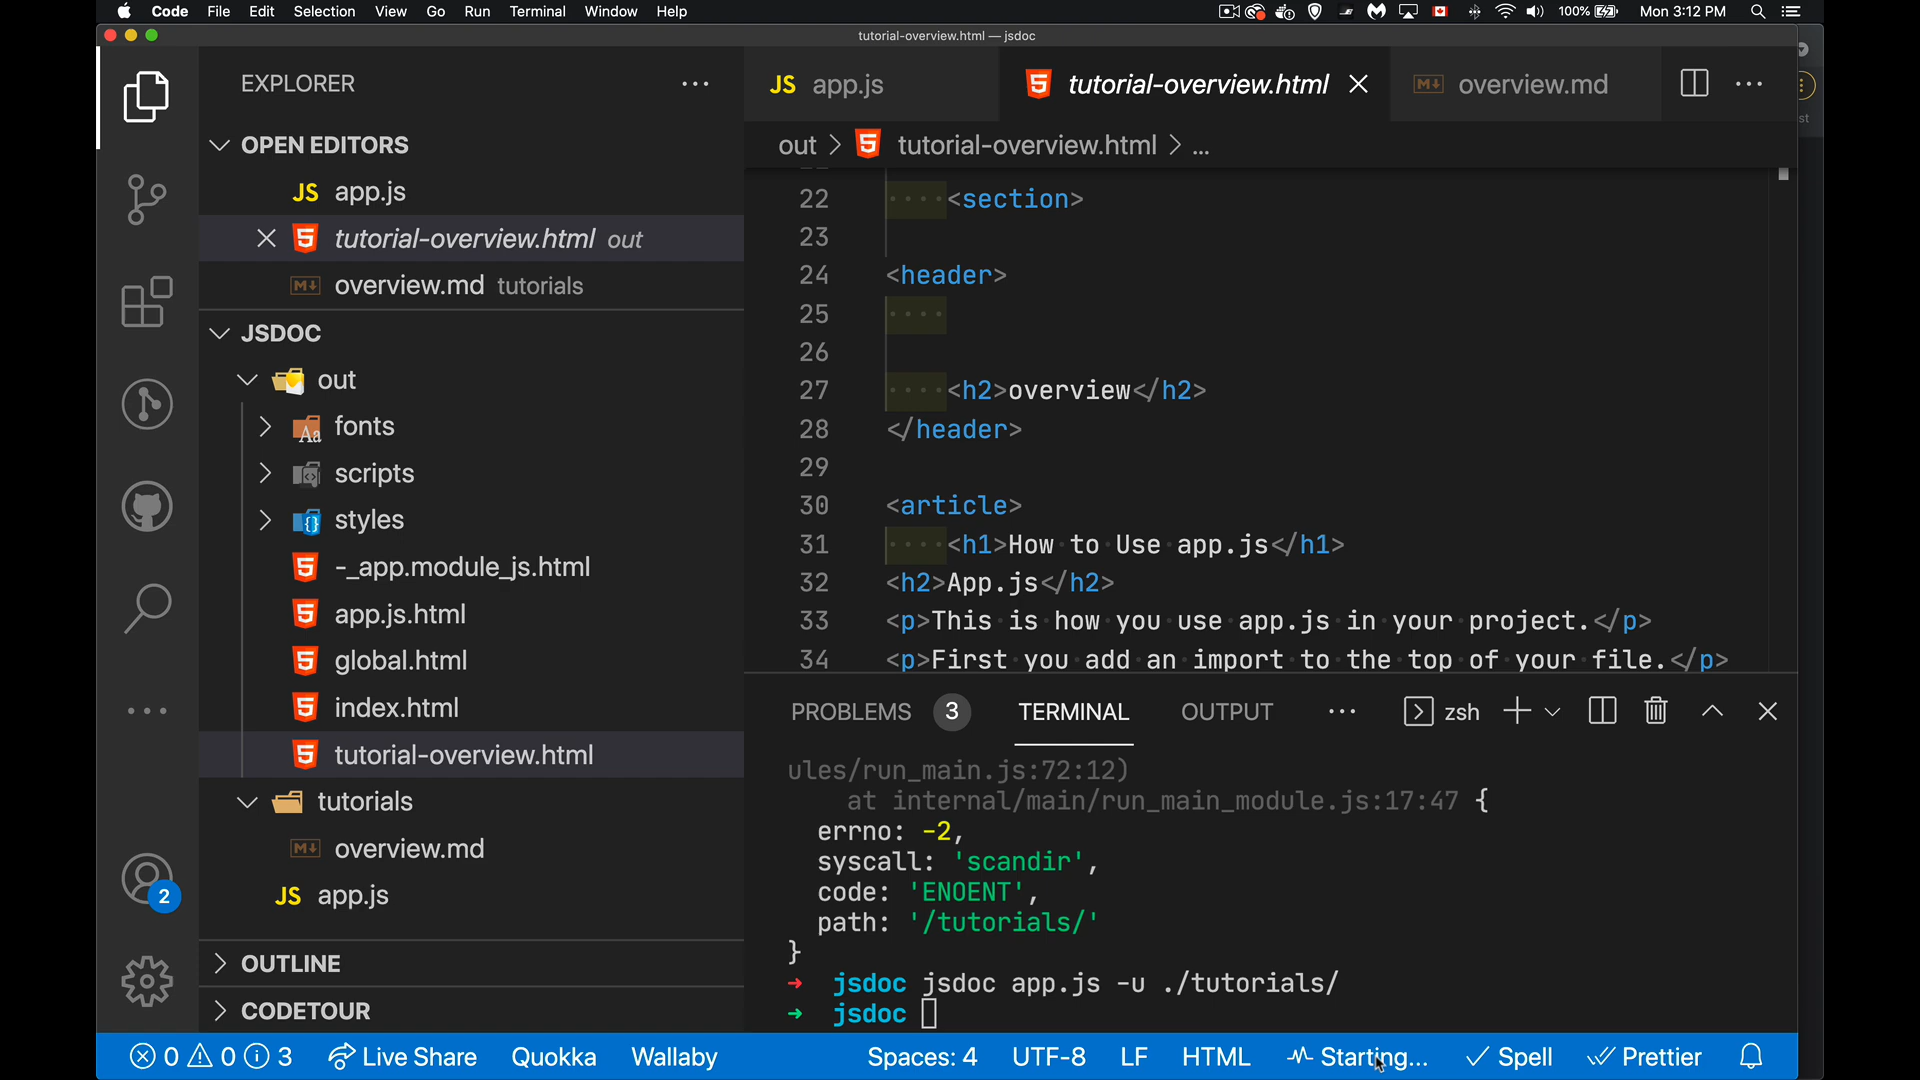 Code File Edit Selection View Go Run Terminal Window Help 100% Mon 3:12 PM
tutorial-overview.html — jsdoc
EXPLORER
OPEN EDITORS
JS app.js
tutorial-overview.html out
overview.md tutorials
JSDOC
out
fonts
scripts
styles
-_app.module_js.html
app.js.html
global.html
index.html
tutorial-overview.html
tutorials
overview.md
JS app.js
OUTLINE
CODETOUR
2
JS app.js tutorial-overview.html overview.md
st
out > tutorial-overview.html > ...
22 ····<section>
23
24 <header>
25 ····
26
27 ····<h2>overview</h2>
28 </header>
29
30 <article>
31 ····<h1>How·to·Use·app.js</h1>
32 <h2>App.js</h2>
33 <p>This·is·how·you·use·app.js·in·your·project.</p>
34 <p>First·you·add·an·import·to·the·top·of·your·file.</p>
PROBLEMS 3 TERMINAL OUTPUT ··· zsh
ules/run_main.js:72:12)
at internal/main/run_main_module.js:17:47 {
errno: -2,
syscall: 'scandir',
code: 'ENOENT',
path: '/tutorials/'
}
→ jsdoc jsdoc app.js -u ./tutorials/
→ jsdoc
0 0 3 Live Share Quokka Wallaby Spaces: 4 UTF-8 LF HTML Starting... Spell Prettier